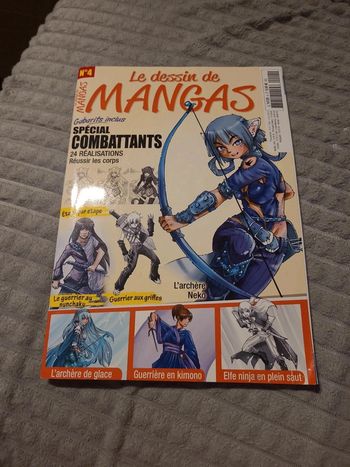 N°4
MANGAS
Le dessin de
MANGAS
Gabarits inclus
SPÉCIAL
COMBATTANTS
24 RÉALISATIONS
Réussir les corps
L'archère
Neko
Le guerrier au
nunchaku
Guerrier aux griffes
L'archère de glace
Guerrière en kimono
Elfe ninja en plein saut